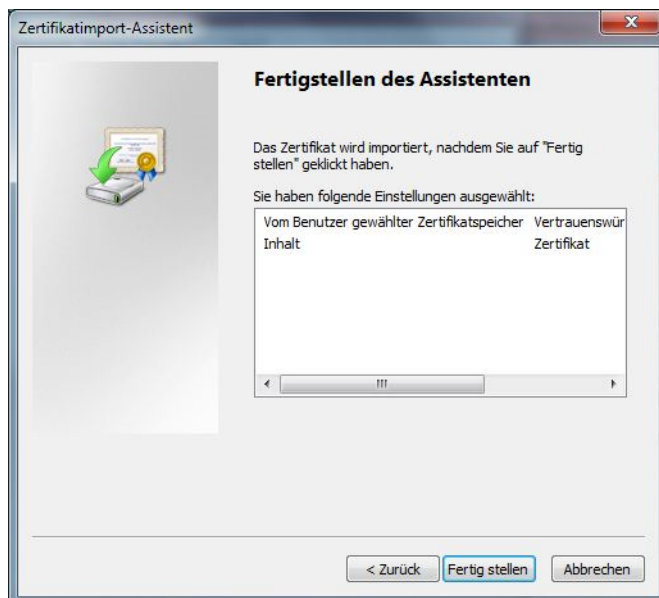 Zertifikatimport-Assistent
Fertigstellen des Assistenten
Das Zertifikat wird importiert, nachdem Sie auf "Fertig
stellen" geklickt haben.
Sie haben folgende Einstellungen ausgewählt:
Vom Benutzer gewählter Zertifikatspeicher Vertrauenswür
Inhalt Zertifikat
< Zurück Fertig stellen Abbrechen